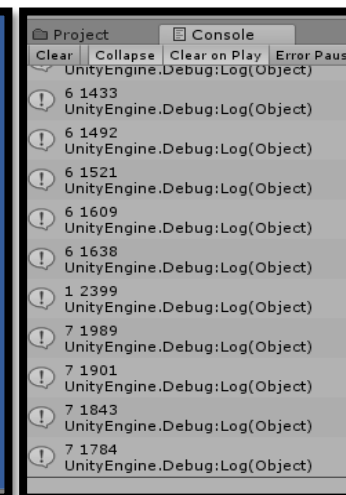 Project
Console
Clear
Collapse
Clear on Play
Error Paus
UnityEngine.Debug:Log(Object)
6 1433
UnityEngine.Debug:Log(Object)
6 1492
UnityEngine.Debug:Log(Object)
6 1521
UnityEngine.Debug:Log(Object)
6 1609
UnityEngine.Debug:Log(Object)
6 1638
UnityEngine.Debug:Log(Object)
1 2399
UnityEngine.Debug:Log(Object)
7 1989
UnityEngine.Debug:Log(Object)
7 1901
UnityEngine.Debug:Log(Object)
7 1843
UnityEngine.Debug:Log(Object)
7 1784
UnityEngine.Debug:Log(Object)